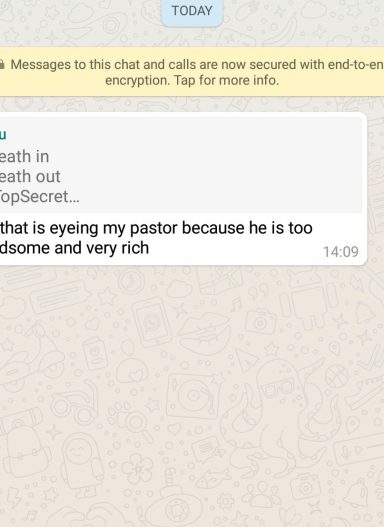 TODAY
Messages to this chat and calls are now secured with end-to-en
encryption. Tap for more info.
u
eath in
eath out
TopSecret...
that is eyeing my pastor because he is too
dsome and very rich
14:09